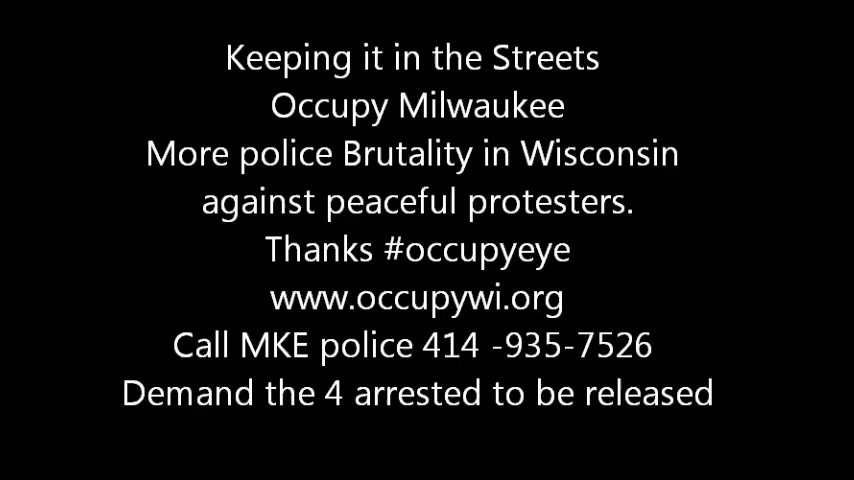 Keeping it in the Streets
Occupy Milwaukee
More police Brutality in Wisconsin
against peaceful protesters.
Thanks #occupyeye
www.occupywi.org
Call MKE police 414 -935-7526
Demand the 4 arrested to be released